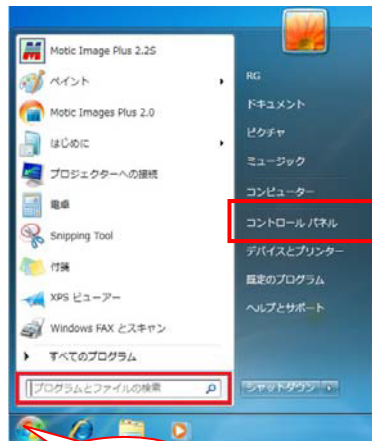 Motic Image Plus 2.2S
ペイント
Motic Images Plus 2.0
はじめに
プロジェクターへの接続
電卓
Snipping Tool
付箋
XPS ビューアー
Windows FAX とスキャン
すべてのプログラム
プログラムとファイルの検索
RG
ドキュメント
ピクチャ
ミュージック
コンピューター
コントロール パネル
デバイスとプリンター
既定のプログラム
ヘルプとサポート
シャットダウン